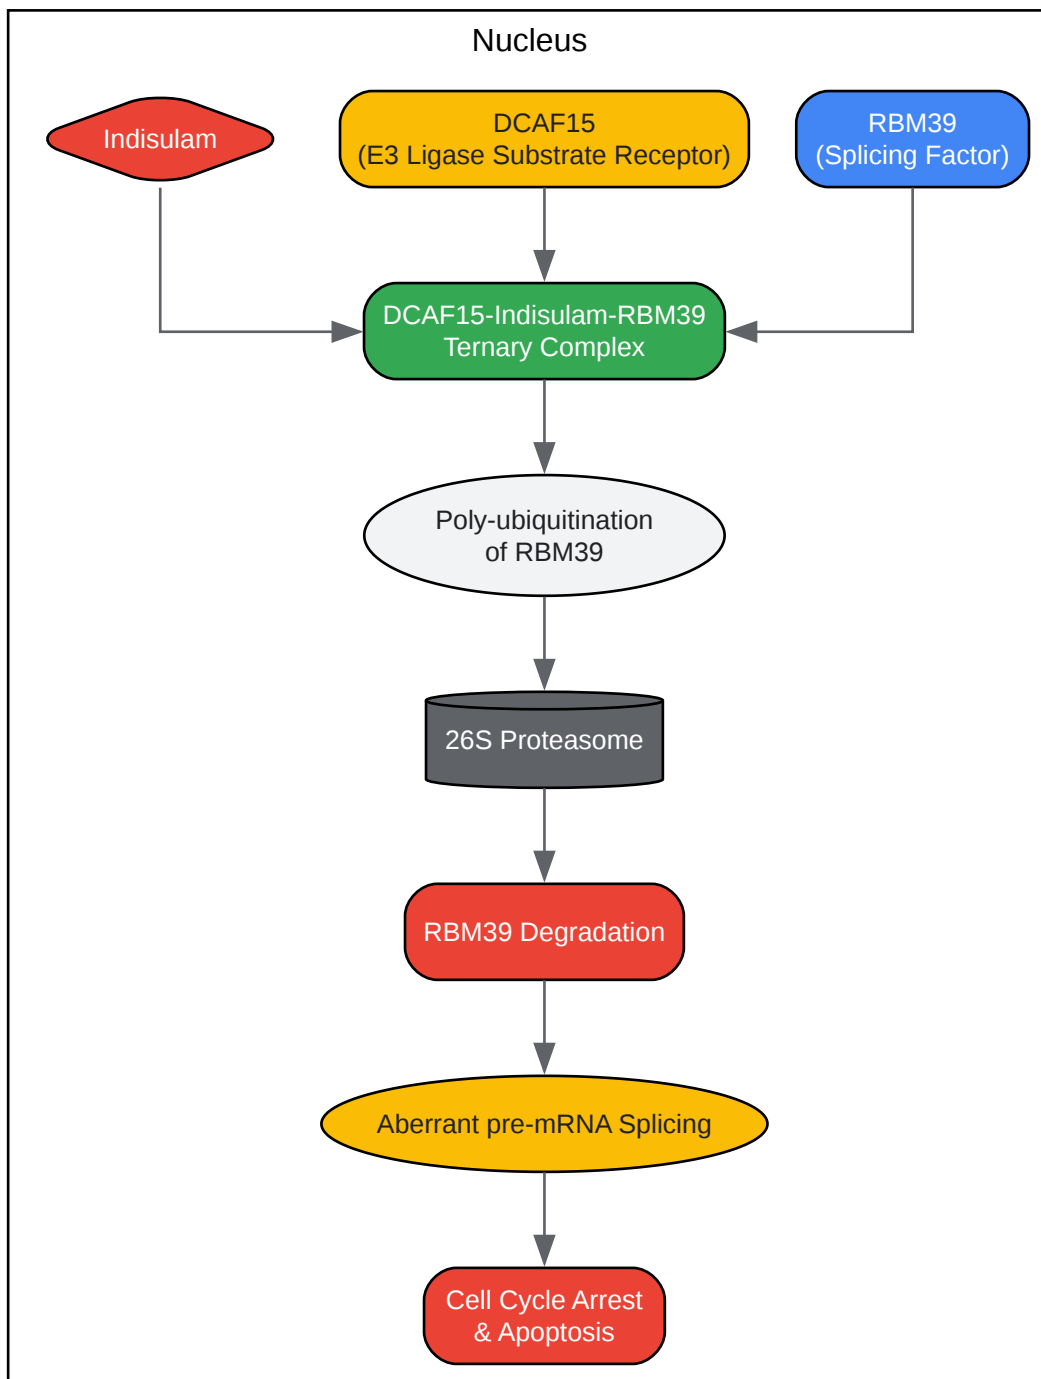 Nucleus
Indisulam
DCAF15
(E3 Ligase Substrate Receptor)
RBM39
(Splicing Factor)
DCAF15-Indisulam-RBM39
Ternary Complex
Poly-ubiquitination
of RBM39
26S Proteasome
RBM39 Degradation
Aberrant pre-mRNA Splicing
Cell Cycle Arrest
& Apoptosis